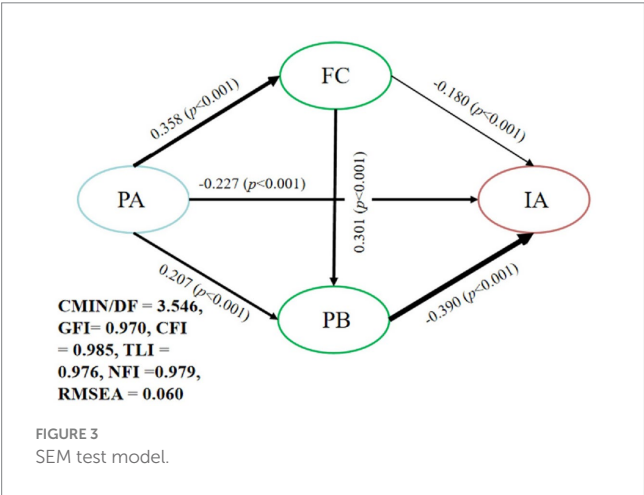 FC
0.358 (p<0.001)
-0.180 (p<0.001)
-0.227 (p<0.001)
PA
0.301 (p<0.001)
IA
0.207 (p<0.001)
PB
-0.390 (p<0.001)
CMIN/DF = 3.546,
GFI= 0.970, CFI
= 0.985, TLI =
0.976, NFI =0.979,
RMSEA = 0.060
FIGURE 3
SEM test model.